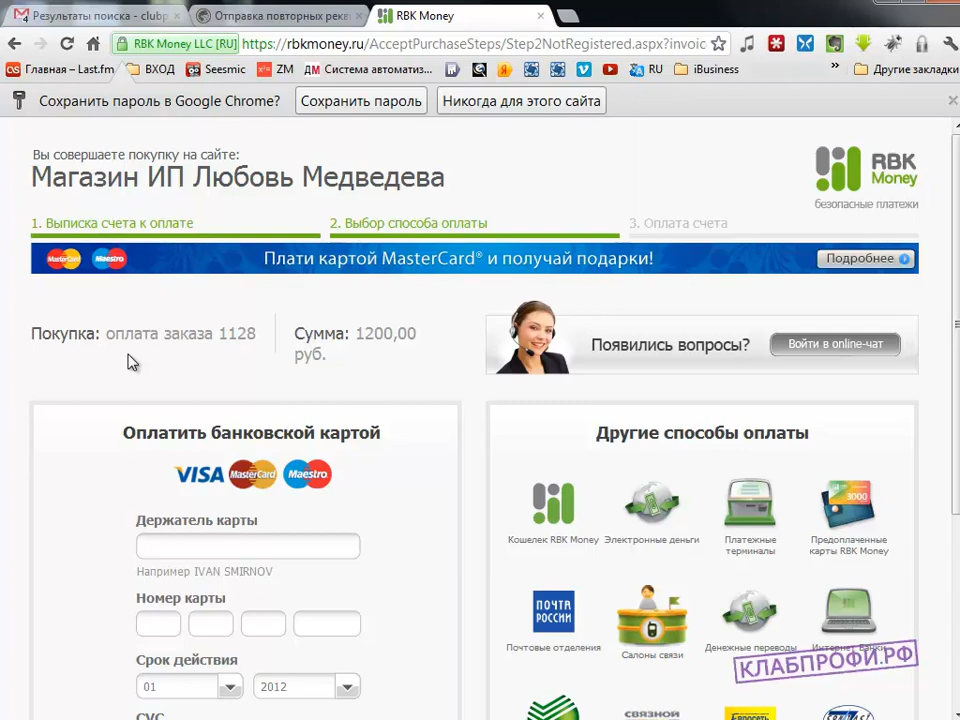 Результаты поиска - clubp
Отправка повторных рекв
RBK Money
RBK Money LLC [RU]
https://rbkmoney.ru/AcceptPurchaseSteps/Step2NotRegistered.aspx?invoic
Главная – Last.fm
ВХОД
Seesmic
ZM
Система автоматиз...
RU
iBusiness
»
Другие закладки
Сохранить пароль в Google Chrome?
Сохранить пароль
Никогда для этого сайта
Вы совершаете покупку на сайте:
Магазин ИП Любовь Медведева
RBK
Money
безопасные платежи
1. Выписка счета к оплате
2. Выбор способа оплаты
3. Оплата счета
MasterCard
Maestro
Плати картой MasterCard® и получай подарки!
Подробнее
Покупка: оплата заказа 1128
Сумма: 1200,00
руб.
Появились вопросы?
Войти в online-чат
Оплатить банковской картой
VISA
MasterCard
Maestro
Держатель карты
Например IVAN SMIRNOV
Номер карты
Срок действия
01
2012
CVC
Другие способы оплаты
Кошелек RBK Money
Электронные деньги
Платежные
терминалы
3000
Предоплаченные
карты RBK Money
ПОЧТА
РОССИИ
Почтовые отделения
Салоны связи
Денежные переводы
КЛАБПРОФИ.РФ
СВЯЗНОЙ